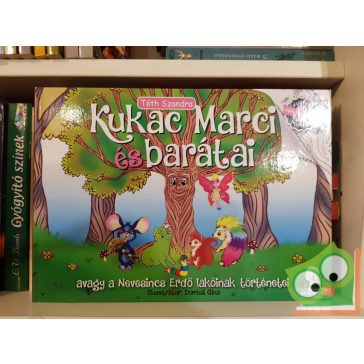 Tóth Szandra
Kukac Marci
és barátai
avagy a Nevesincs Erdő lakóinak történetei
Gyógyító színek